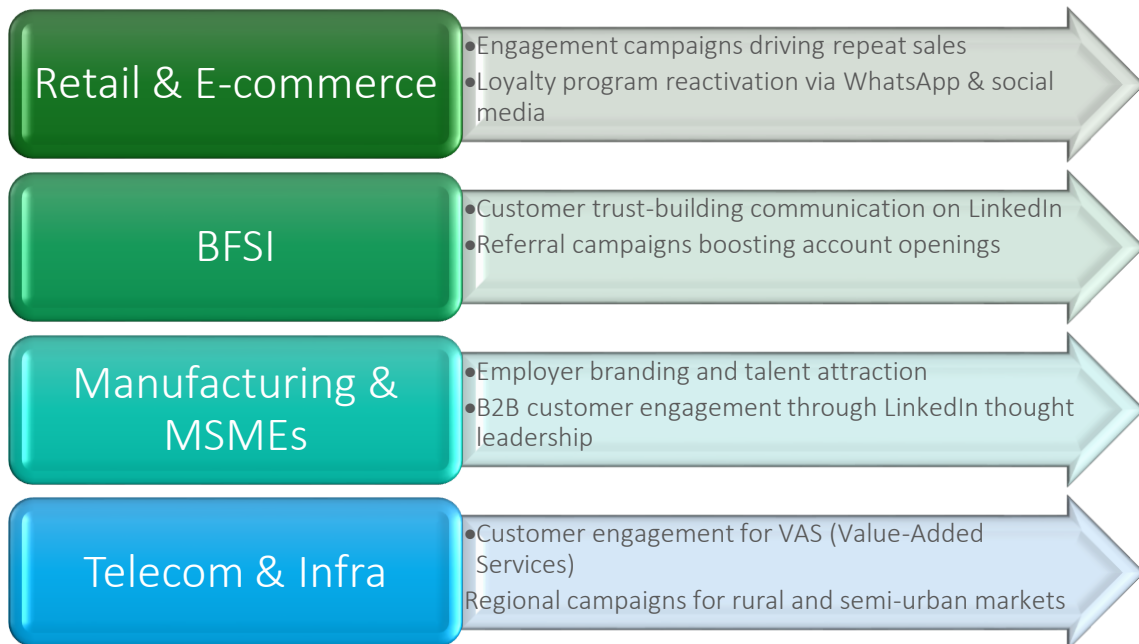 Retail & E-commerce
•Engagement campaigns driving repeat sales
•Loyalty program reactivation via WhatsApp & social
media
BFSI
•Customer trust-building communication on LinkedIn
•Referral campaigns boosting account openings
Manufacturing &
MSMEs
•Employer branding and talent attraction
•B2B customer engagement through LinkedIn thought
leadership
Telecom & Infra
•Customer engagement for VAS (Value-Added
Services)
Regional campaigns for rural and semi-urban markets